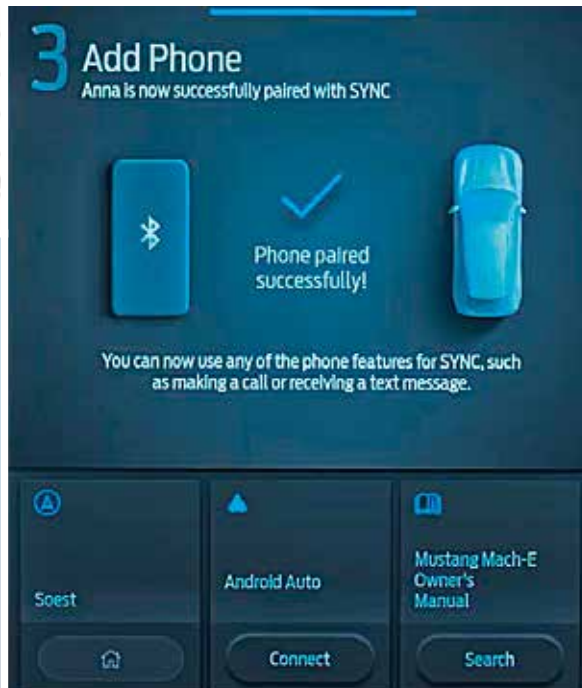 3
Add Phone
Anna is now successfully paired with SYNC
Phone paired
successfully!
You can now use any of the phone features for SYNC, such
as making a call or receiving a text message.
Soest
Android Auto
Mustang Mach-E
Owner's
Manual
Connect
Search